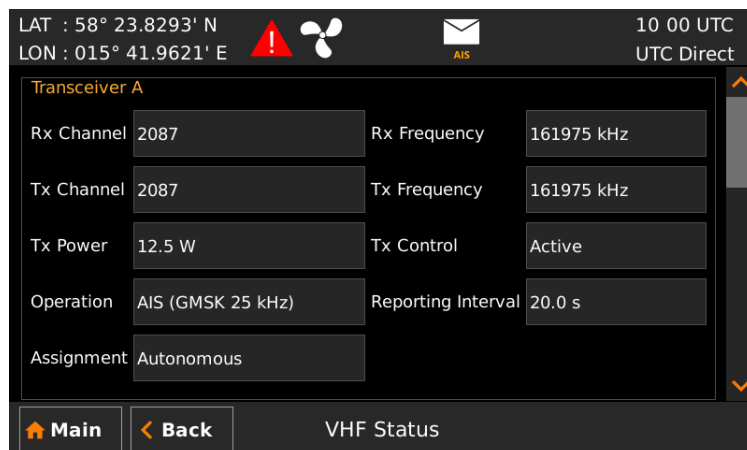 LAT : 58° 23.8293' N
LON : 015° 41.9621' E
!
AIS
10 00 UTC
UTC Direct
Transceiver A
Rx Channel 2087 Rx Frequency 161975 kHz
Tx Channel 2087 Tx Frequency 161975 kHz
Tx Power 12.5 W Tx Control Active
Operation AIS (GMSK 25 kHz) Reporting Interval 20.0 s
Assignment Autonomous
Main Back VHF Status